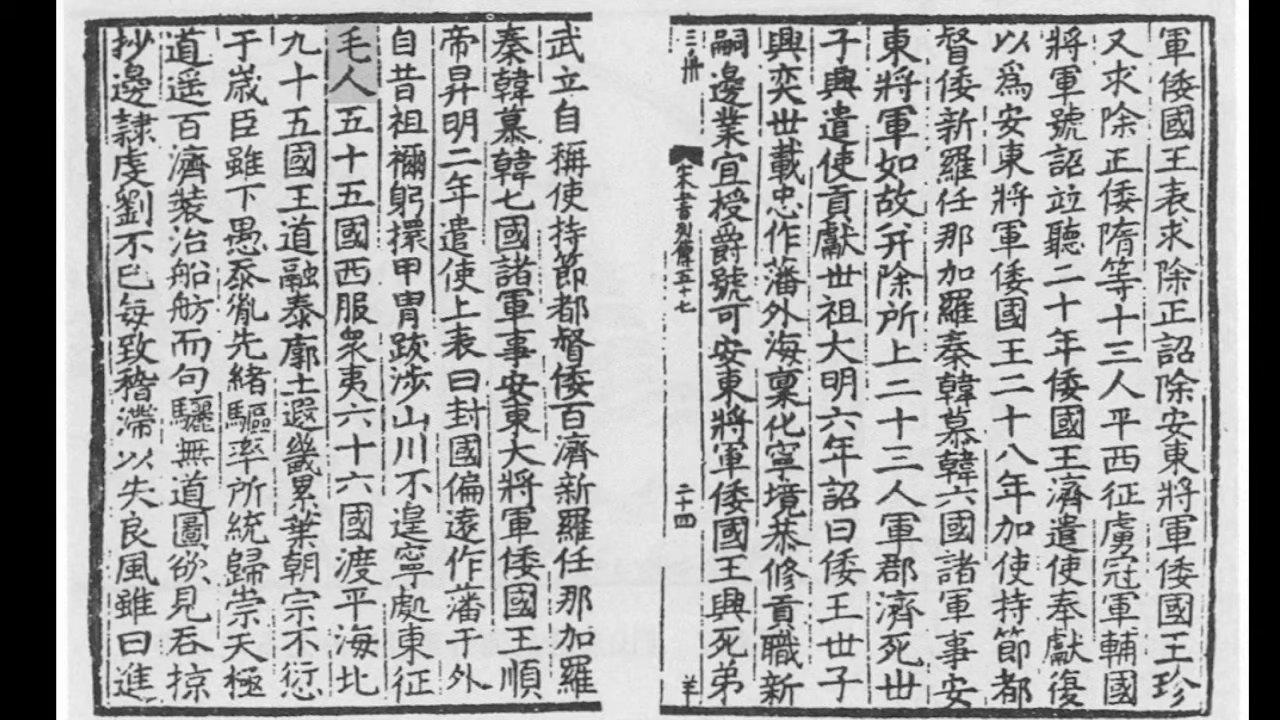 軍倭國王表求除正詔除安東將軍倭國王珍
又求除正倭隋等十三人平西征虜冠軍輔國
將軍號詔竝聽二十年倭國王濟遣使奉獻復
以爲安東將軍倭國王二十八年加使持節都
督倭新羅任那加羅秦韓慕韓六國諸軍事安
東將軍如故并除所上二十三人軍郡濟死世
子興遣使貢獻世祖大明六年詔曰倭王世子
興奕世載忠作藩外海稟化寧境恭修貢職新
嗣邊業宜授爵號可安東將軍倭國王興死弟
宋書列傳五十七
二十四
武立自稱使持節都督倭百濟新羅任那加羅
秦韓慕韓七國諸軍事安東大將軍倭國王順
帝昇明二年遣使上表曰封國偏遠作藩于外
自昔祖禰躬擐甲冑跋涉山川不遑寧處東征
毛人五十五國西服衆夷六十六國渡平海北
九十五國王道融泰廓土遐畿累葉朝宗不愆
于歲臣雖下愚忝胤先緒驅率所統歸崇天極
道遥百濟裝治船舫而句驪無道圖欲見吞掠
抄邊隷虔劉不已每致稽滯以失良風雖曰進